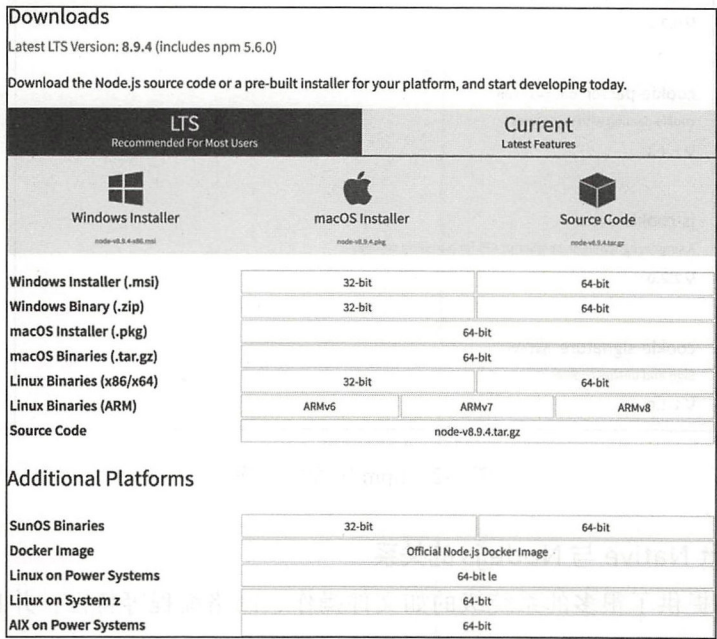 Downloads
Latest LTS Version: 8.9.4 (includes npm 5.6.0)
Download the Node.js source code or a pre-built installer for your platform, and start developing today.
LTS
Recommended For Most Users
Current
Latest Features
Windows Installer
node-v8.9.4-x86.msi
macOS Installer
node-v8.9.4.pkg
Source Code
node-v8.9.4.tar.gz
Windows Installer (.msi) 32-bit 64-bit
Windows Binary (.zip) 32-bit 64-bit
macOS Installer (.pkg) 64-bit
macOS Binaries (.tar.gz) 64-bit
Linux Binaries (x86/x64) 32-bit 64-bit
Linux Binaries (ARM) ARMv6 ARMv7 ARMv8
Source Code node-v8.9.4.tar.gz
Additional Platforms
SunOS Binaries 32-bit 64-bit
Docker Image Official Node.js Docker Image
Linux on Power Systems 64-bit le
Linux on System z 64-bit
AIX on Power Systems 64-bit